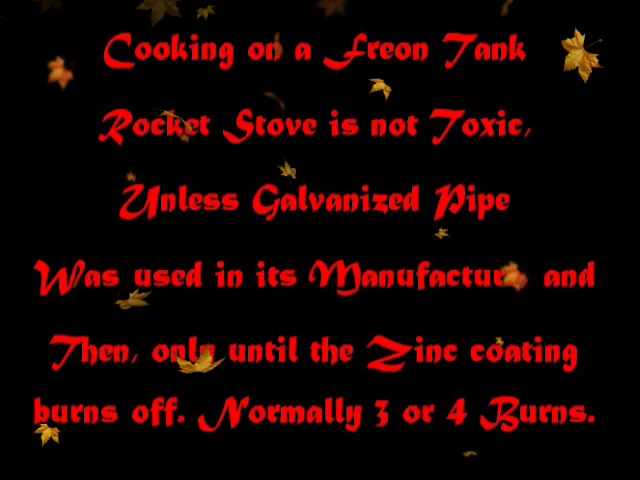 Cooking on a Freon Tank
Rocket Stove is not Toxic,
Unless Galvanized Pipe
Was used in its Manufacture and
Then, only until the Zinc coating
burns off. Normally 3 or 4 Burns.